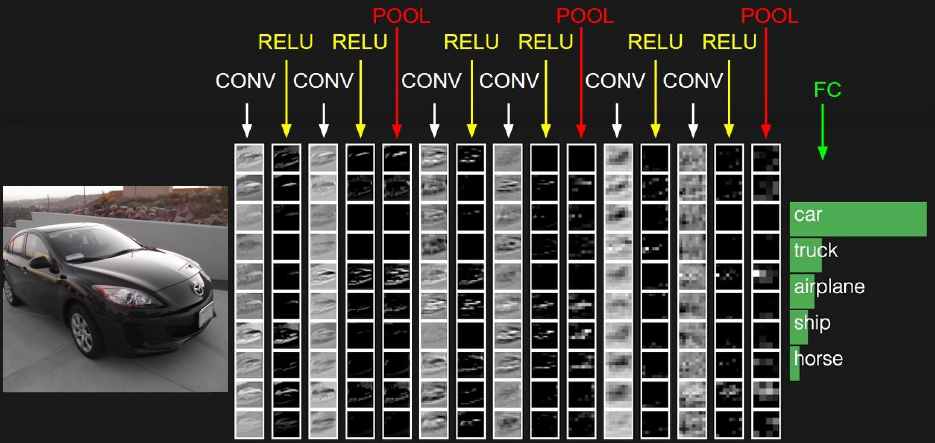 POOL POOL POOL
RELU RELU RELU RELU RELU RELU
CONV CONV CONV CONV CONV CONV
FC
car
truck
airplane
ship
horse